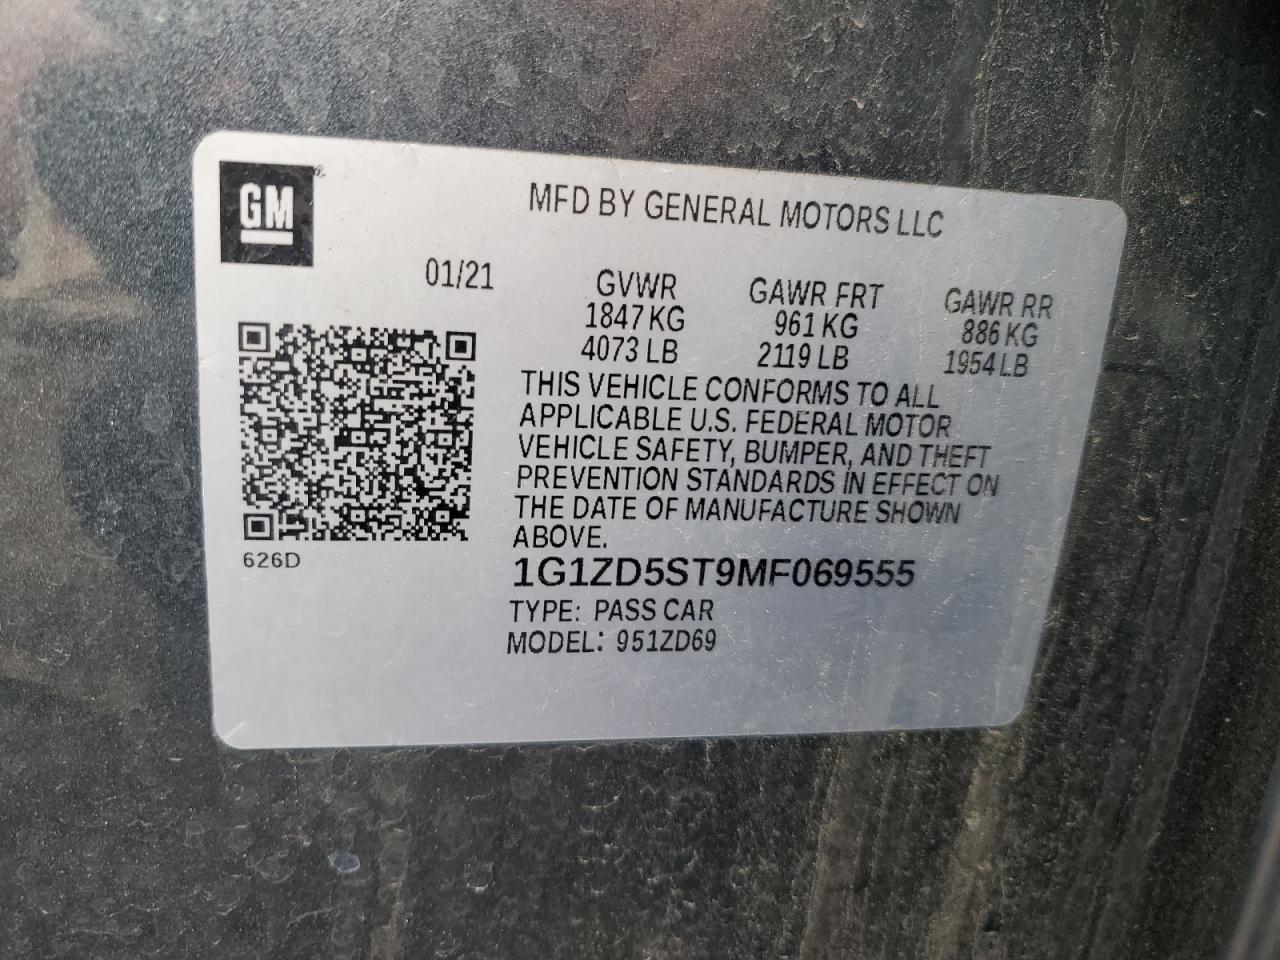 GM
MFD BY GENERAL MOTORS LLC
01/21
GVWR GAWR FRT GAWR RR
1847 KG 961 KG 886 KG
4073 LB 2119 LB 1954 LB
THIS VEHICLE CONFORMS TO ALL
APPLICABLE U.S. FEDERAL MOTOR
VEHICLE SAFETY, BUMPER, AND THEFT
PREVENTION STANDARDS IN EFFECT ON
THE DATE OF MANUFACTURE SHOWN
ABOVE.
626D
1G1ZD5ST9MF069555
TYPE: PASS CAR
MODEL: 951ZD69